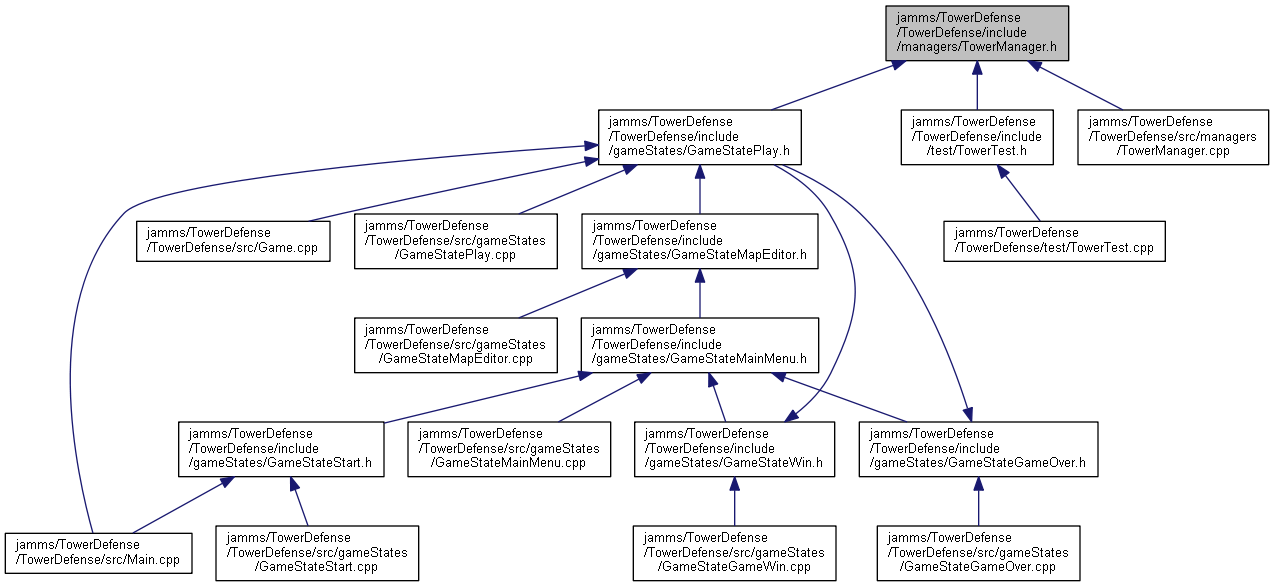 jamms/TowerDefense
/TowerDefense/include
/managers/TowerManager.h
jamms/TowerDefense
/TowerDefense/include
/gameStates/GameStatePlay.h
jamms/TowerDefense
/TowerDefense/include
/test/TowerTest.h
jamms/TowerDefense
/TowerDefense/src/managers
/TowerManager.cpp
jamms/TowerDefense
/TowerDefense/src/Game.cpp
jamms/TowerDefense
/TowerDefense/src/gameStates
/GameStatePlay.cpp
jamms/TowerDefense
/TowerDefense/include
/gameStates/GameStateMapEditor.h
jamms/TowerDefense
/TowerDefense/test/TowerTest.cpp
jamms/TowerDefense
/TowerDefense/src/gameStates
/GameStateMapEditor.cpp
jamms/TowerDefense
/TowerDefense/include
/gameStates/GameStateMainMenu.h
jamms/TowerDefense
/TowerDefense/include
/gameStates/GameStateStart.h
jamms/TowerDefense
/TowerDefense/src/gameStates
/GameStateMainMenu.cpp
jamms/TowerDefense
/TowerDefense/include
/gameStates/GameStateWin.h
jamms/TowerDefense
/TowerDefense/include
/gameStates/GameStateGameOver.h
jamms/TowerDefense
/TowerDefense/src/Main.cpp
jamms/TowerDefense
/TowerDefense/src/gameStates
/GameStateStart.cpp
jamms/TowerDefense
/TowerDefense/src/gameStates
/GameStateGameWin.cpp
jamms/TowerDefense
/TowerDefense/src/gameStates
/GameStateGameOver.cpp